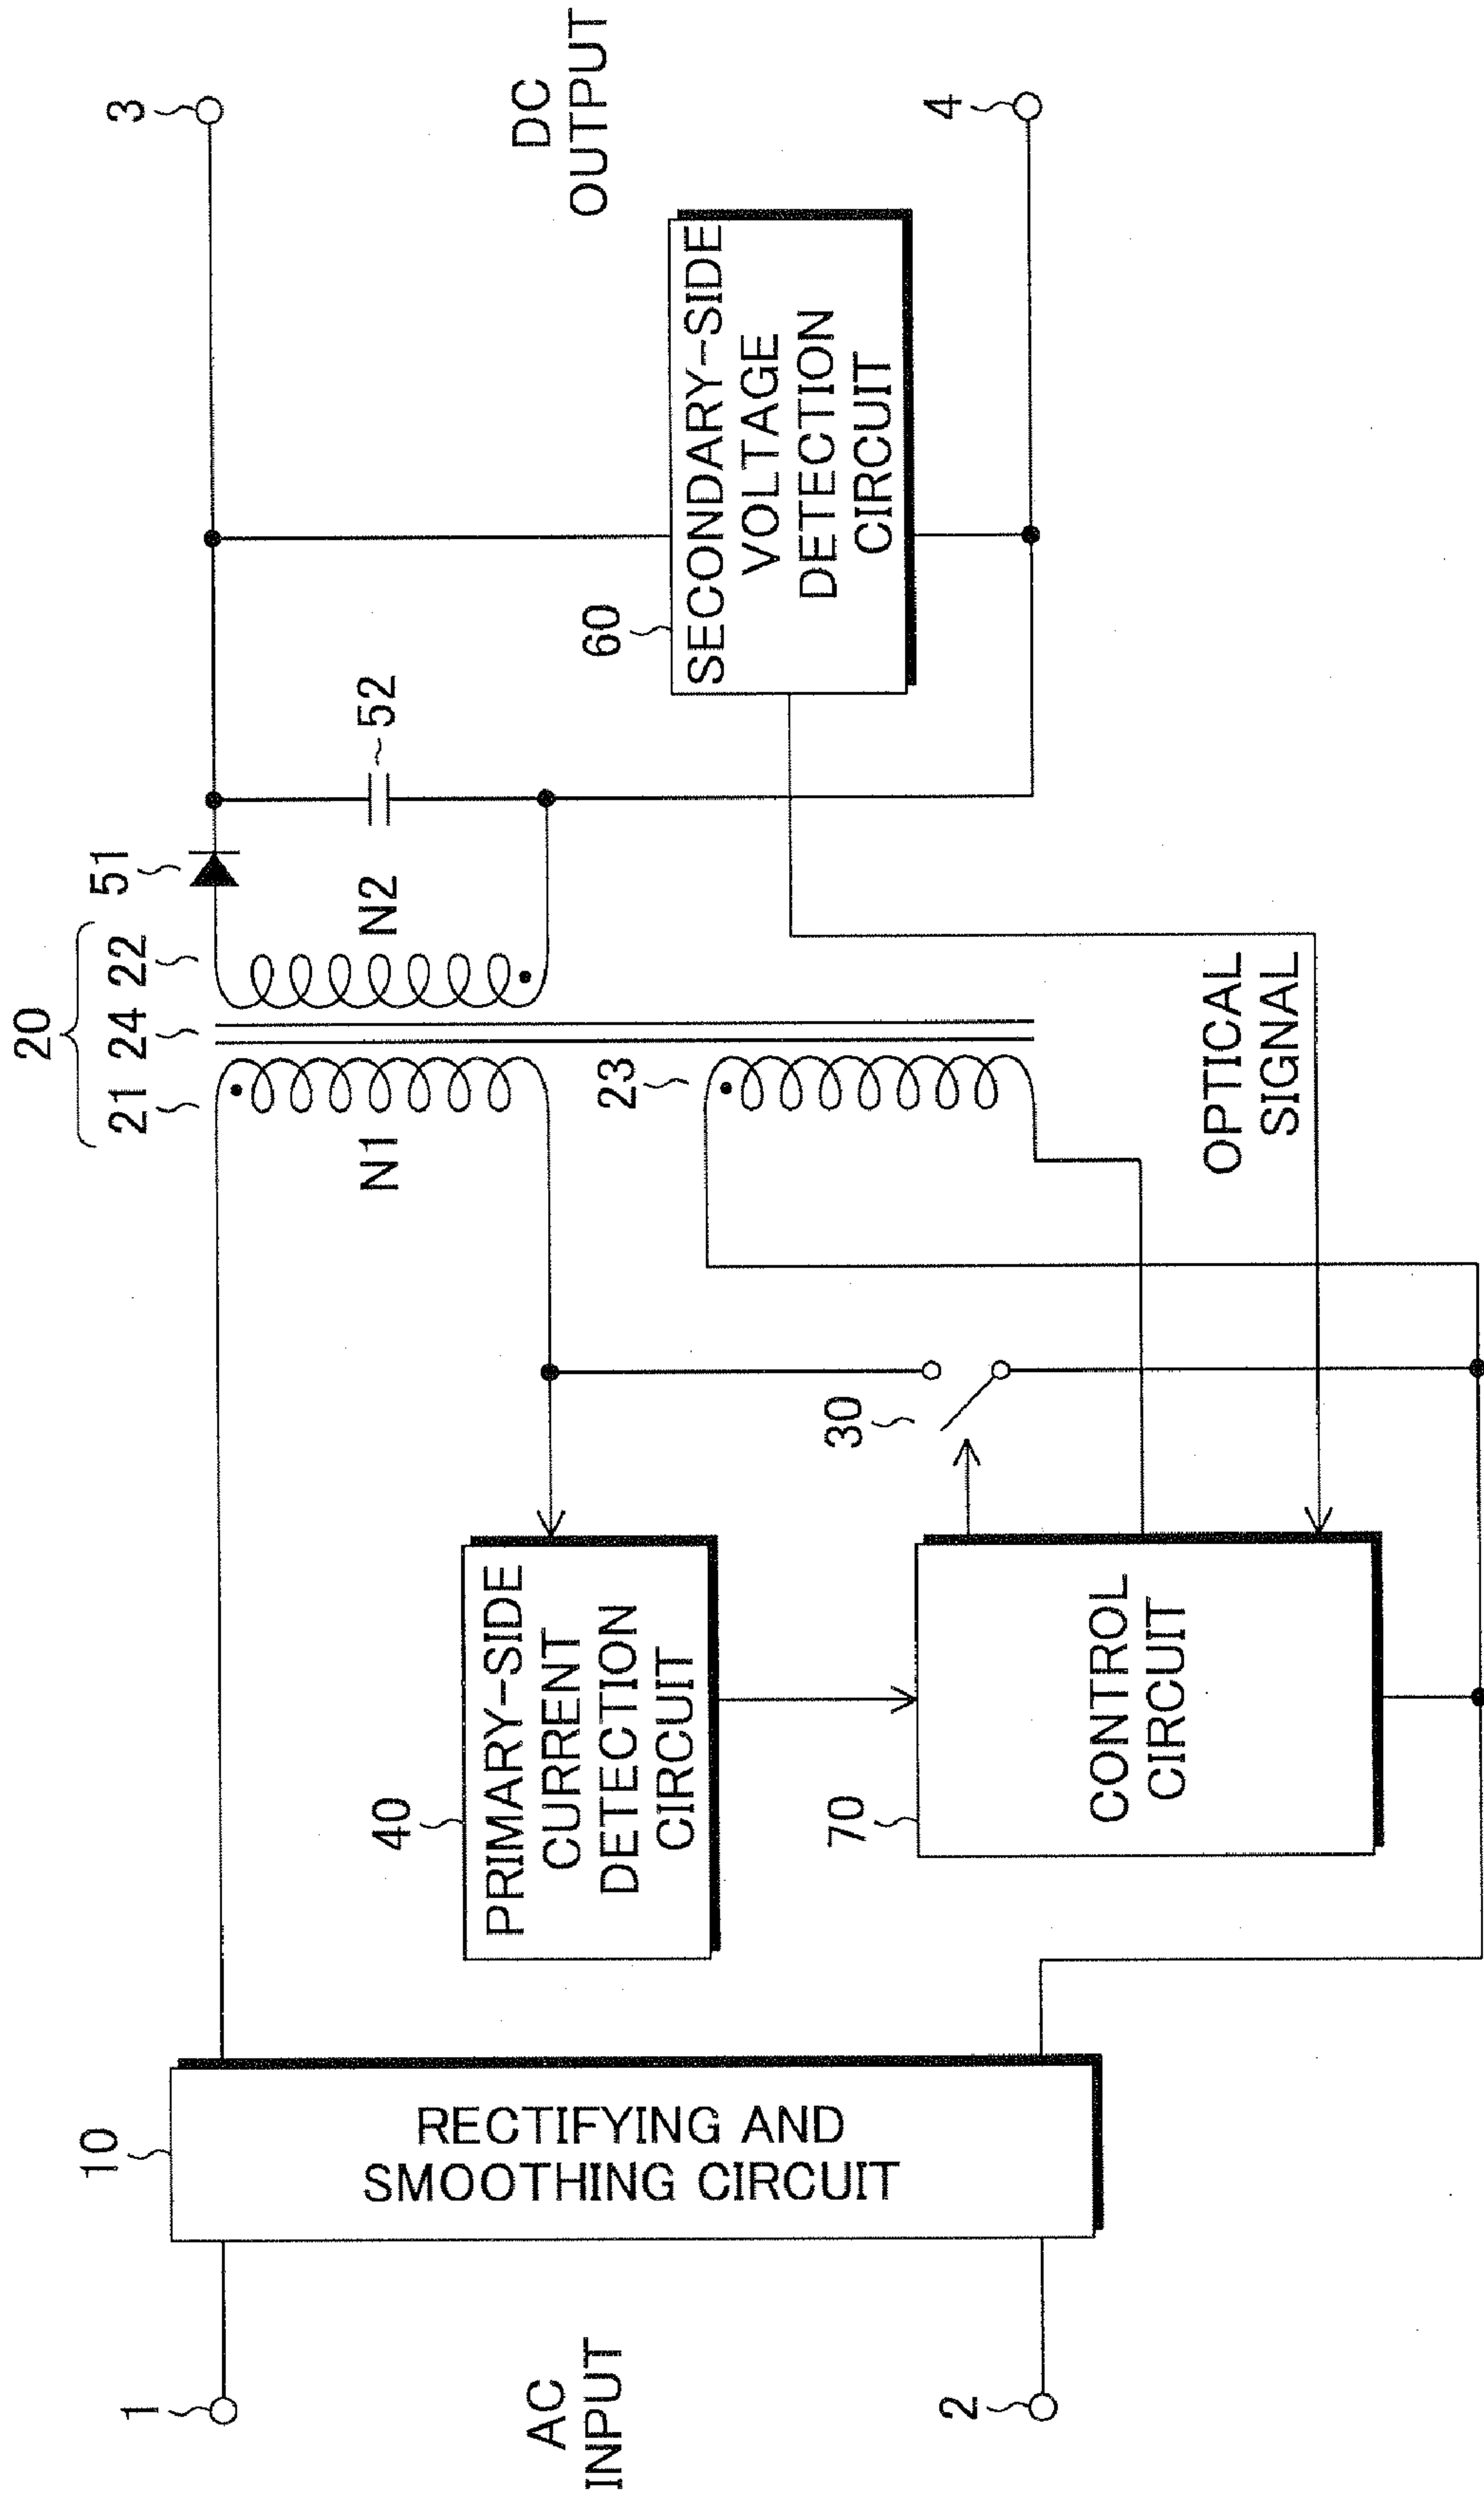 20
21 24 22
51
3
10
1
N1
N2
52
40
PRIMARY-SIDE
CURRENT
DETECTION
CIRCUIT
23
60
SECONDARY-SIDE
VOLTAGE
DETECTION
CIRCUIT
DC
OUTPUT
AC
INPUT
RECTIFYING AND
SMOOTHING CIRCUIT
30
70
CONTROL
CIRCUIT
2
4
OPTICAL
SIGNAL